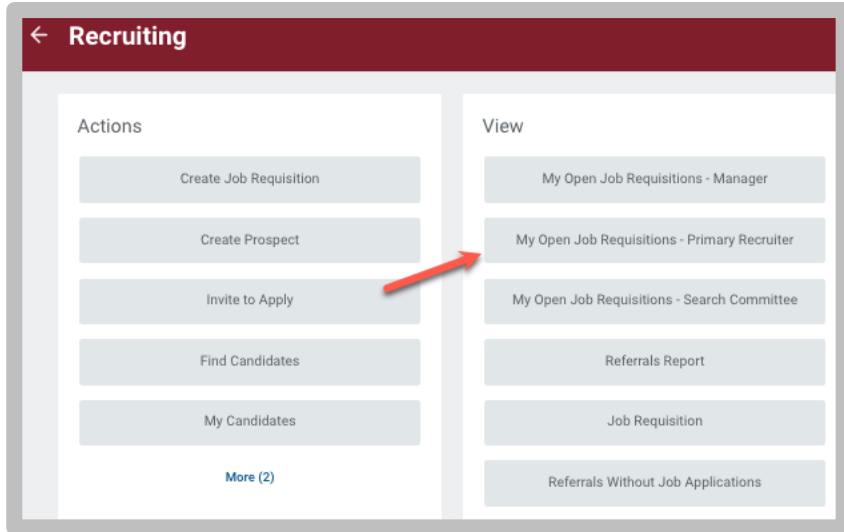 Recruiting
Actions
Create Job Requisition
Create Prospect
Invite to Apply
Find Candidates
My Candidates
More (2)
View
My Open Job Requisitions - Manager
My Open Job Requisitions - Primary Recruiter
My Open Job Requisitions - Search Committee
Referrals Report
Job Requisition
Referrals Without Job Applications